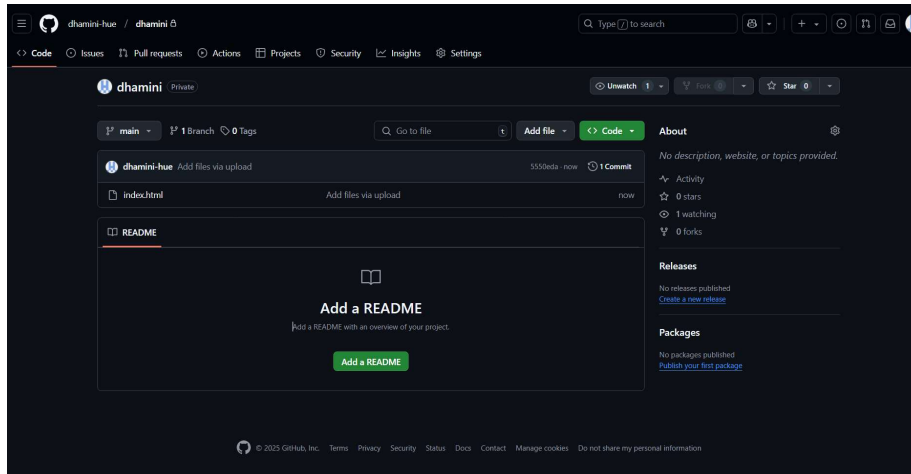 dhamini-hue / dhamini
Type / to search
Code Issues Pull requests Actions Projects Security Insights Settings
dhamini Private
Unwatch 1 Fork 0 Star 0
main 1 Branch 0 Tags
Go to file t
Add file
Code
dhamini-hue Add files via upload
5550eda · now 1 Commit
index.html Add files via upload now
README
Add a README
Add a README with an overview of your project.
Add a README
About
No description, website, or topics provided.
Activity
0 stars
1 watching
0 forks
Releases
No releases published
Create a new release
Packages
No packages published
Publish your first package
© 2025 GitHub, Inc. Terms Privacy Security Status Docs Contact Manage cookies Do not share my personal information